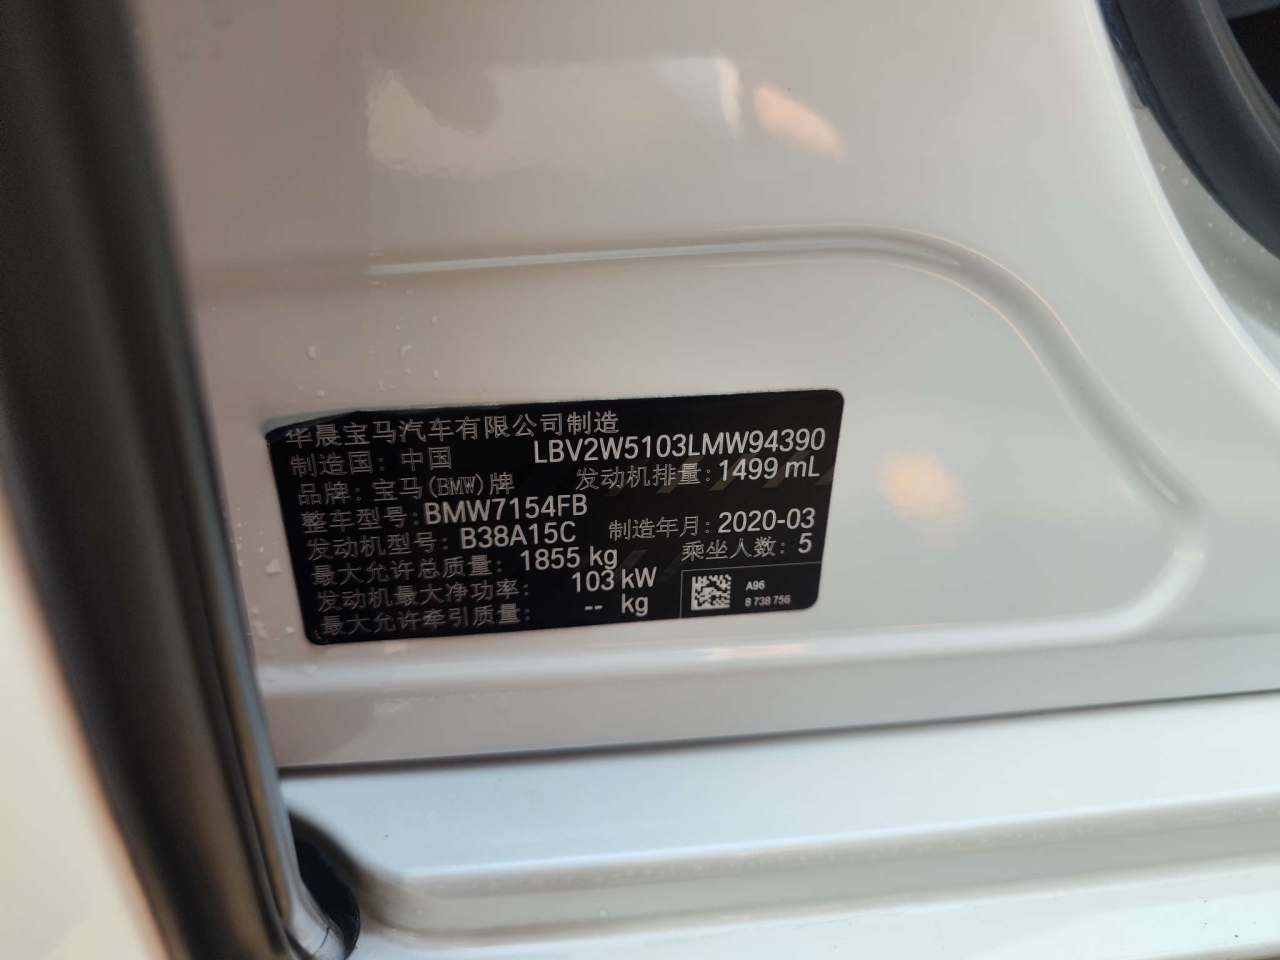 华晨宝马汽车有限公司制造
制造国: 中国 LBV2W5103LMW94390
品牌: 宝马(BMW)牌 发动机排量: 1499 mL
整车型号: BMW7154FB
发动机型号: B38A15C 制造年月: 2020-03
最大允许总质量: 1855 kg 乘坐人数: 5
发动机最大净功率: 103 kW
最大允许牵引质量: -- kg
A96
8 738 756